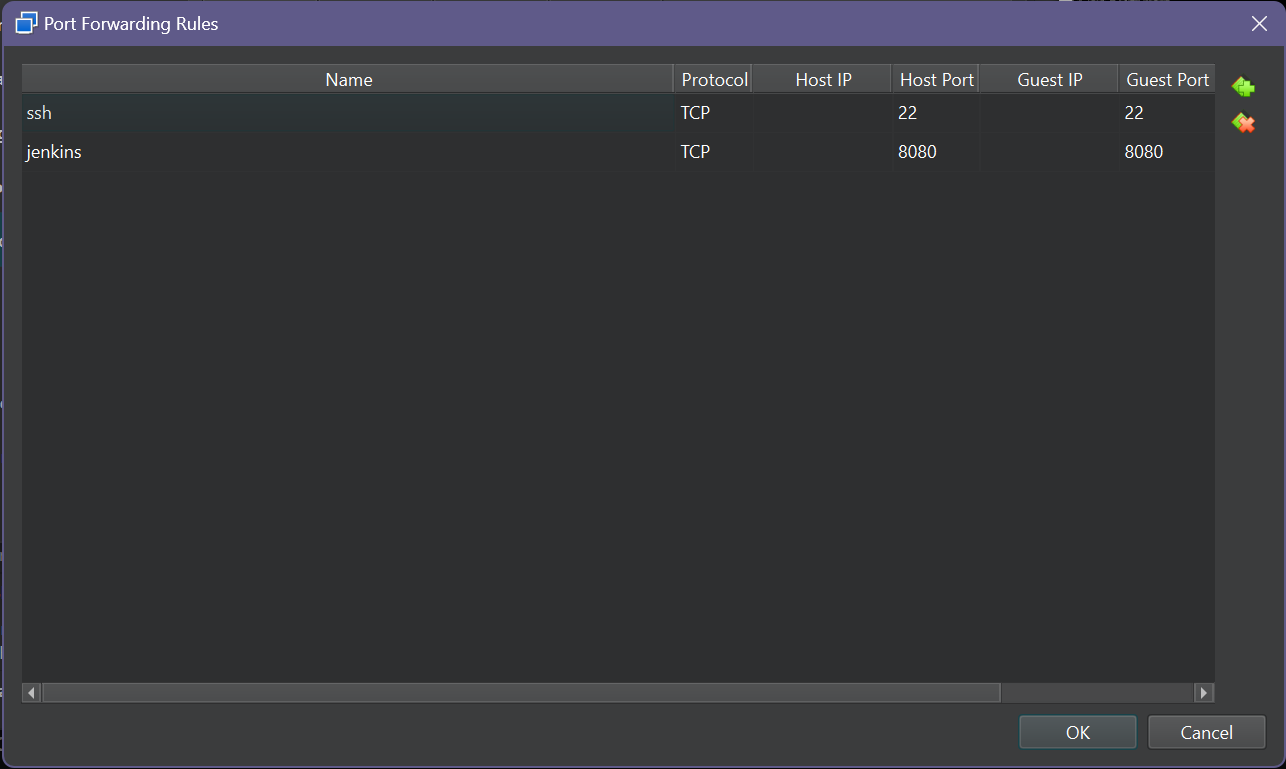 Port Forwarding Rules
Name Protocol Host IP Host Port Guest IP Guest Port
ssh TCP 22 22
jenkins TCP 8080 8080
OK Cancel